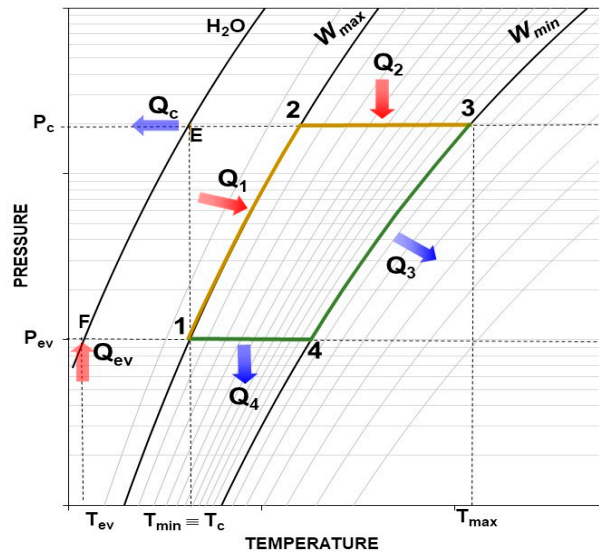 H₂O
Wmax
Wmin
Q₂
Qc
2
3
Pc
E
Q₁
PRESSURE
Q₃
F
1
Pev
Qev
4
Q₄
Tev
Tmin ≡ Tc
Tmax
TEMPERATURE